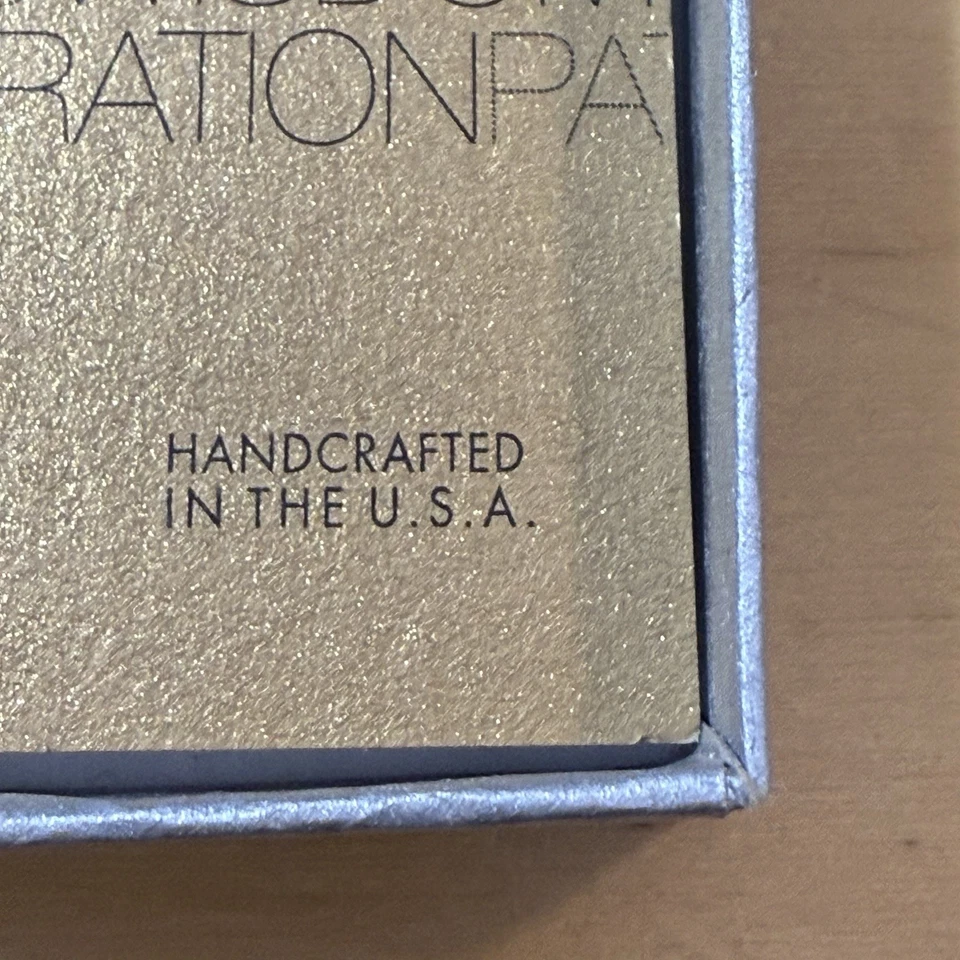 RATIONPA
HANDCRAFTED
IN THE U.S.A.